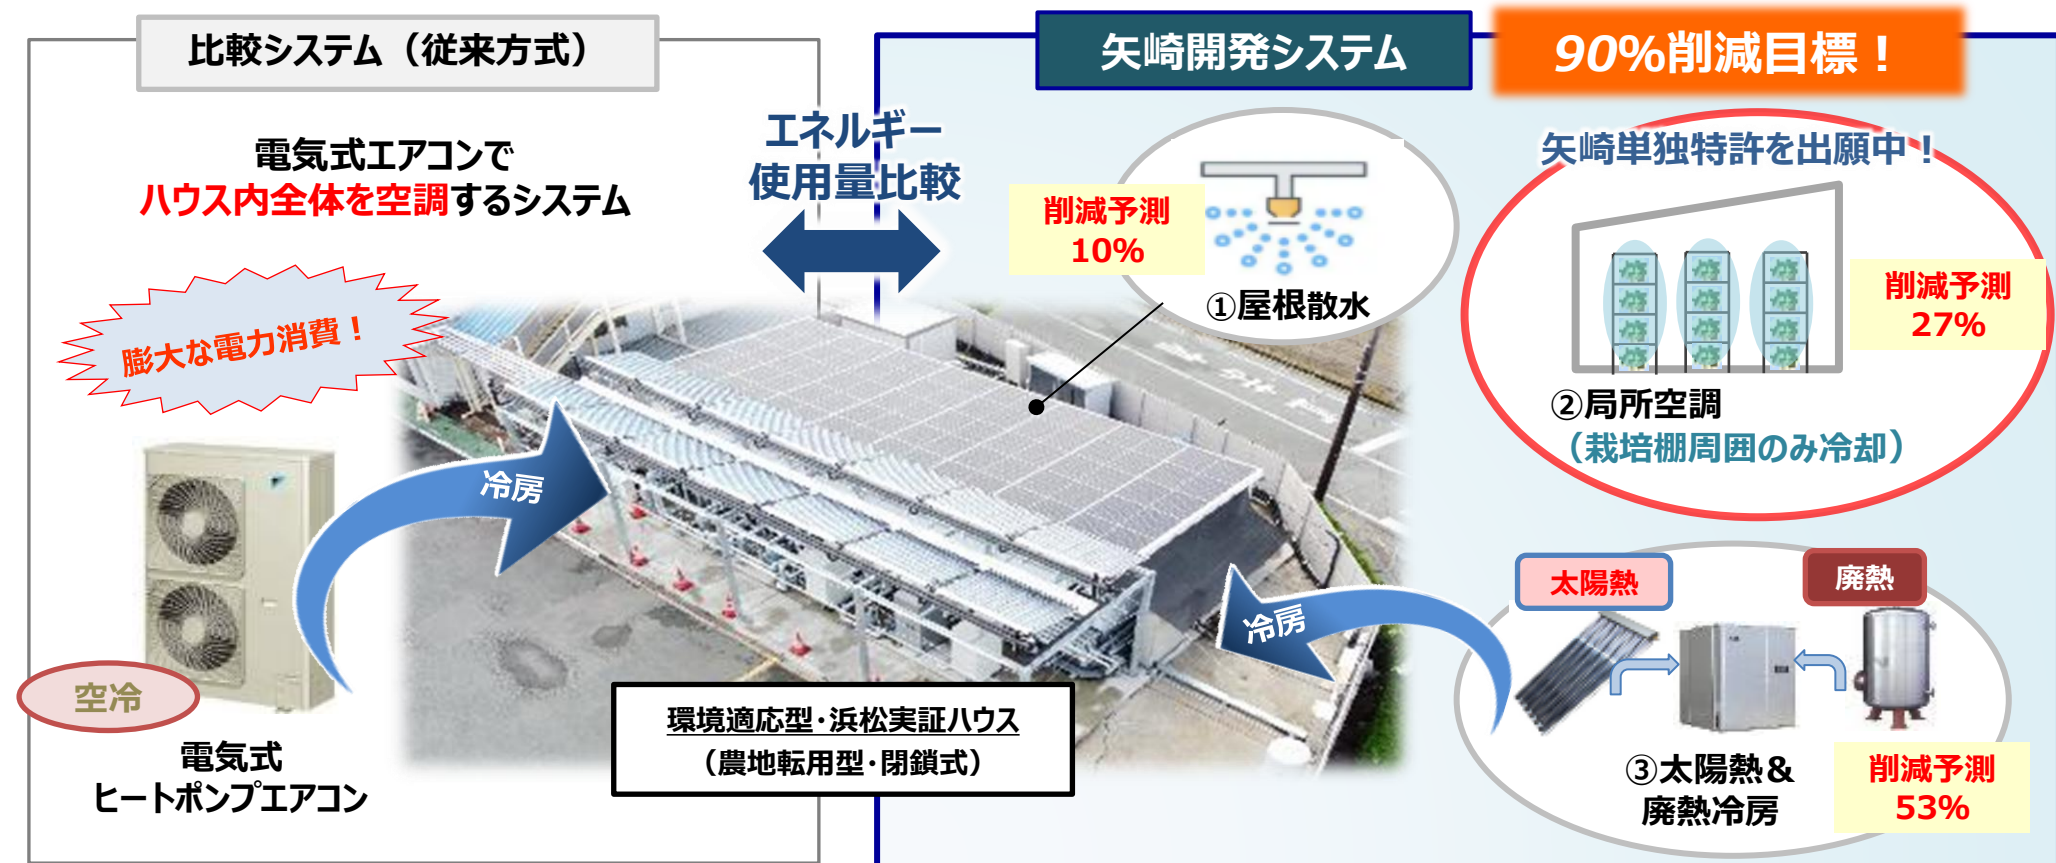 比較システム（従来方式）
電気式エアコンで
ハウス内全体を空調するシステム
膨大な電力消費！
冷房
空冷
電気式
ヒートポンプエアコン
エネルギー
使用量比較
環境適応型･浜松実証ハウス
（農地転用型･閉鎖式）
矢崎開発システム
90%削減目標！
削減予測
10%
①屋根散水
矢崎単独特許を出願中！
削減予測
27%
②局所空調
（栽培棚周囲のみ冷却）
冷房
太陽熱
廃熱
③太陽熱＆
廃熱冷房
削減予測
53%